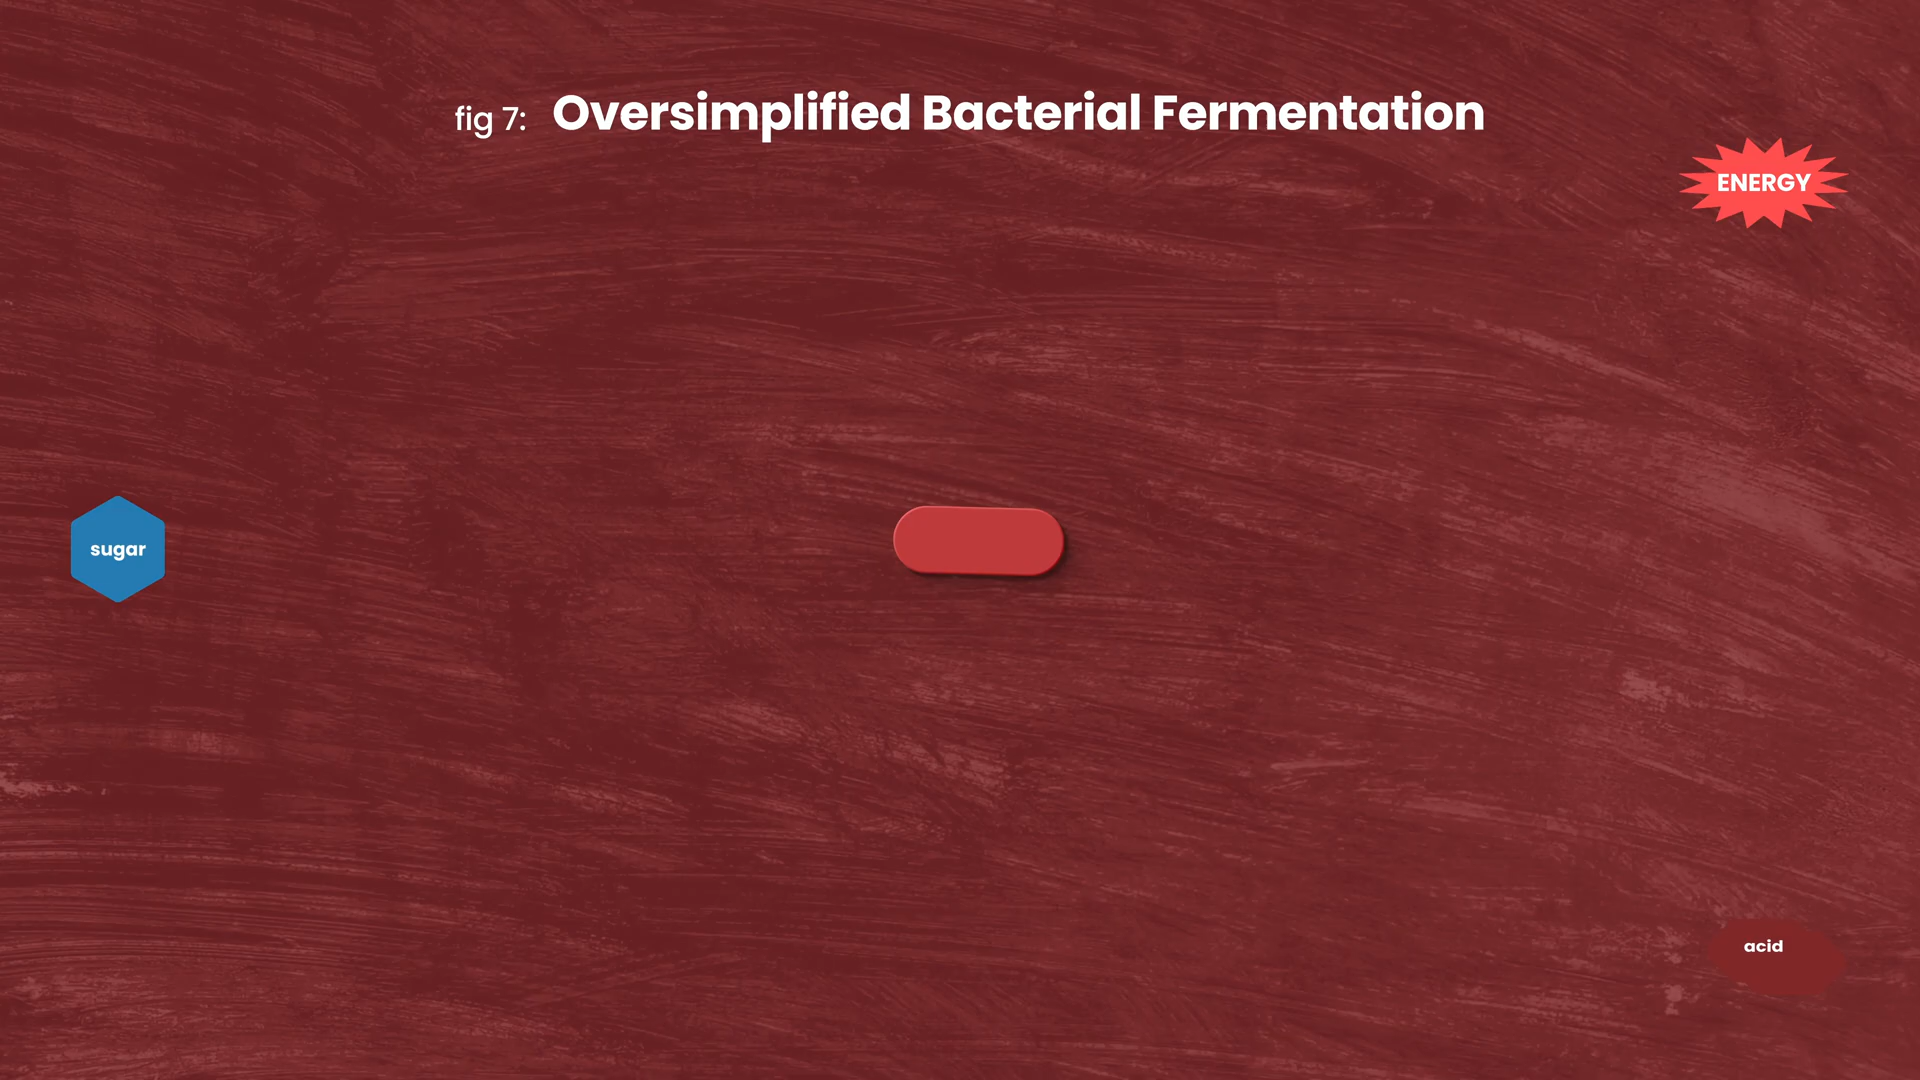 fig 7: Oversimplified Bacterial Fermentation
ENERGY
sugar
acid